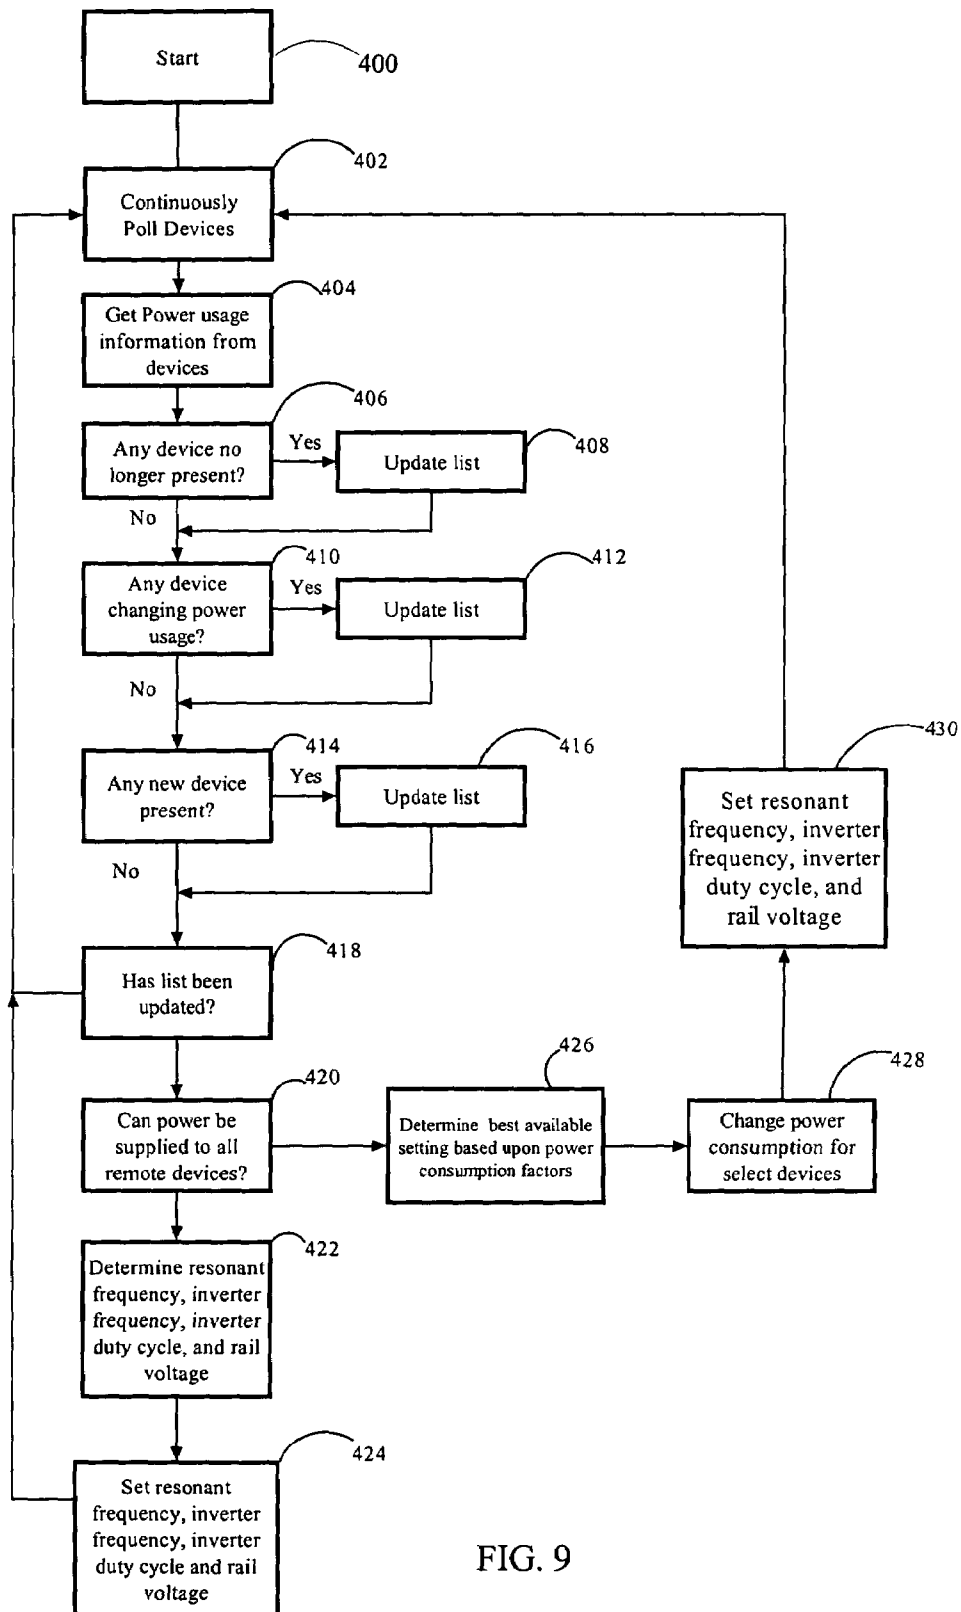 Start
400
402
Continuously
Poll Devices
404
Get Power usage
information from
devices
406
Any device no
longer present?
Yes
408
Update list
No
410
Any device
changing power
usage?
Yes
412
Update list
No
414
Any new device
present?
Yes
416
Update list
No
418
Has list been
updated?
420
Can power be
supplied to all
remote devices?
426
Determine best available
setting based upon power
consumption factors
428
Change power
consumption for
select devices
430
Set resonant
frequency, inverter
frequency, inverter
duty cycle, and
rail voltage
422
Determine resonant
frequency, inverter
frequency, inverter
duty cycle, and rail
voltage
424
Set resonant
frequency, inverter
frequency, inverter
duty cycle and rail
voltage
FIG. 9